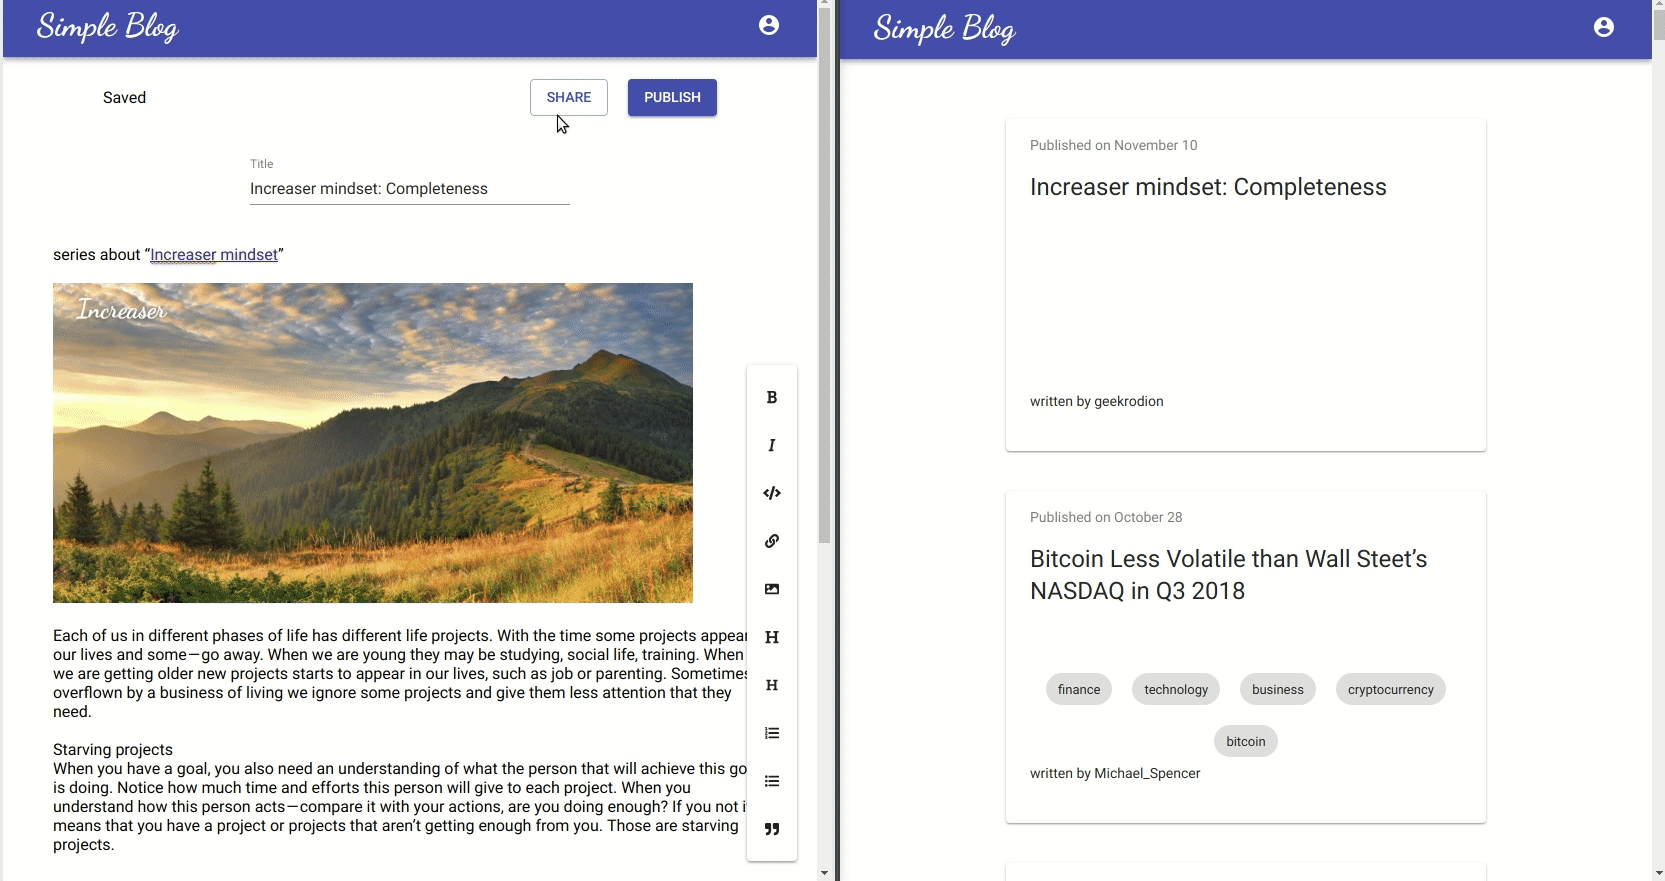 Simple Blog
Saved
SHARE
PUBLISH
Title
Increaser mindset: Completeness
series about “Increaser mindset”
Increaser
B
I
</>
H
H
Each of us in different phases of life has different life projects. With the time some projects appear
our lives and some—go away. When we are young they may be studying, social life, training. When
we are getting older new projects starts to appear in our lives, such as job or parenting. Sometimes
overflown by a business of living we ignore some projects and give them less attention that they
need.
Starving projects
When you have a goal, you also need an understanding of what the person that will achieve this go
is doing. Notice how much time and efforts this person will give to each project. When you
understand how this person acts—compare it with your actions, are you doing enough? If you not i
means that you have a project or projects that aren’t getting enough from you. Those are starving
projects.
Simple Blog
Published on November 10
Increaser mindset: Completeness
written by geekrodion
Published on October 28
Bitcoin Less Volatile than Wall Steet’s
NASDAQ in Q3 2018
finance
technology
business
cryptocurrency
bitcoin
written by Michael_Spencer